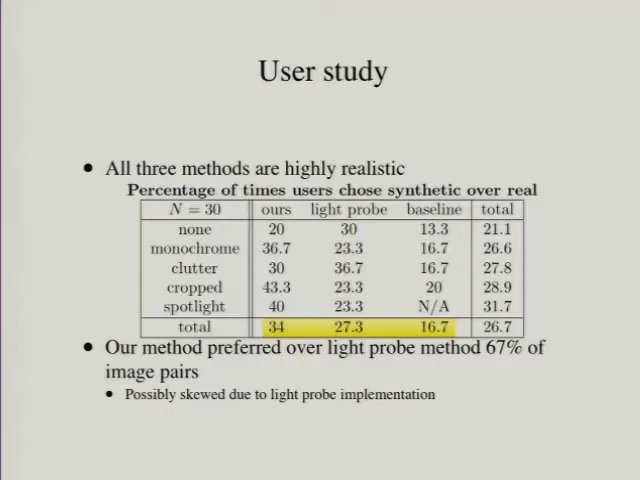 User study
• All three methods are highly realistic
Percentage of times users chose synthetic over real
N = 30 ours light probe baseline total
none 20 30 13.3 21.1
monochrome 36.7 23.3 16.7 26.6
clutter 30 36.7 16.7 27.8
cropped 43.3 23.3 20 28.9
spotlight 40 23.3 N/A 31.7
total 34 27.3 16.7 26.7
• Our method preferred over light probe method 67% of
image pairs
• Possibly skewed due to light probe implementation